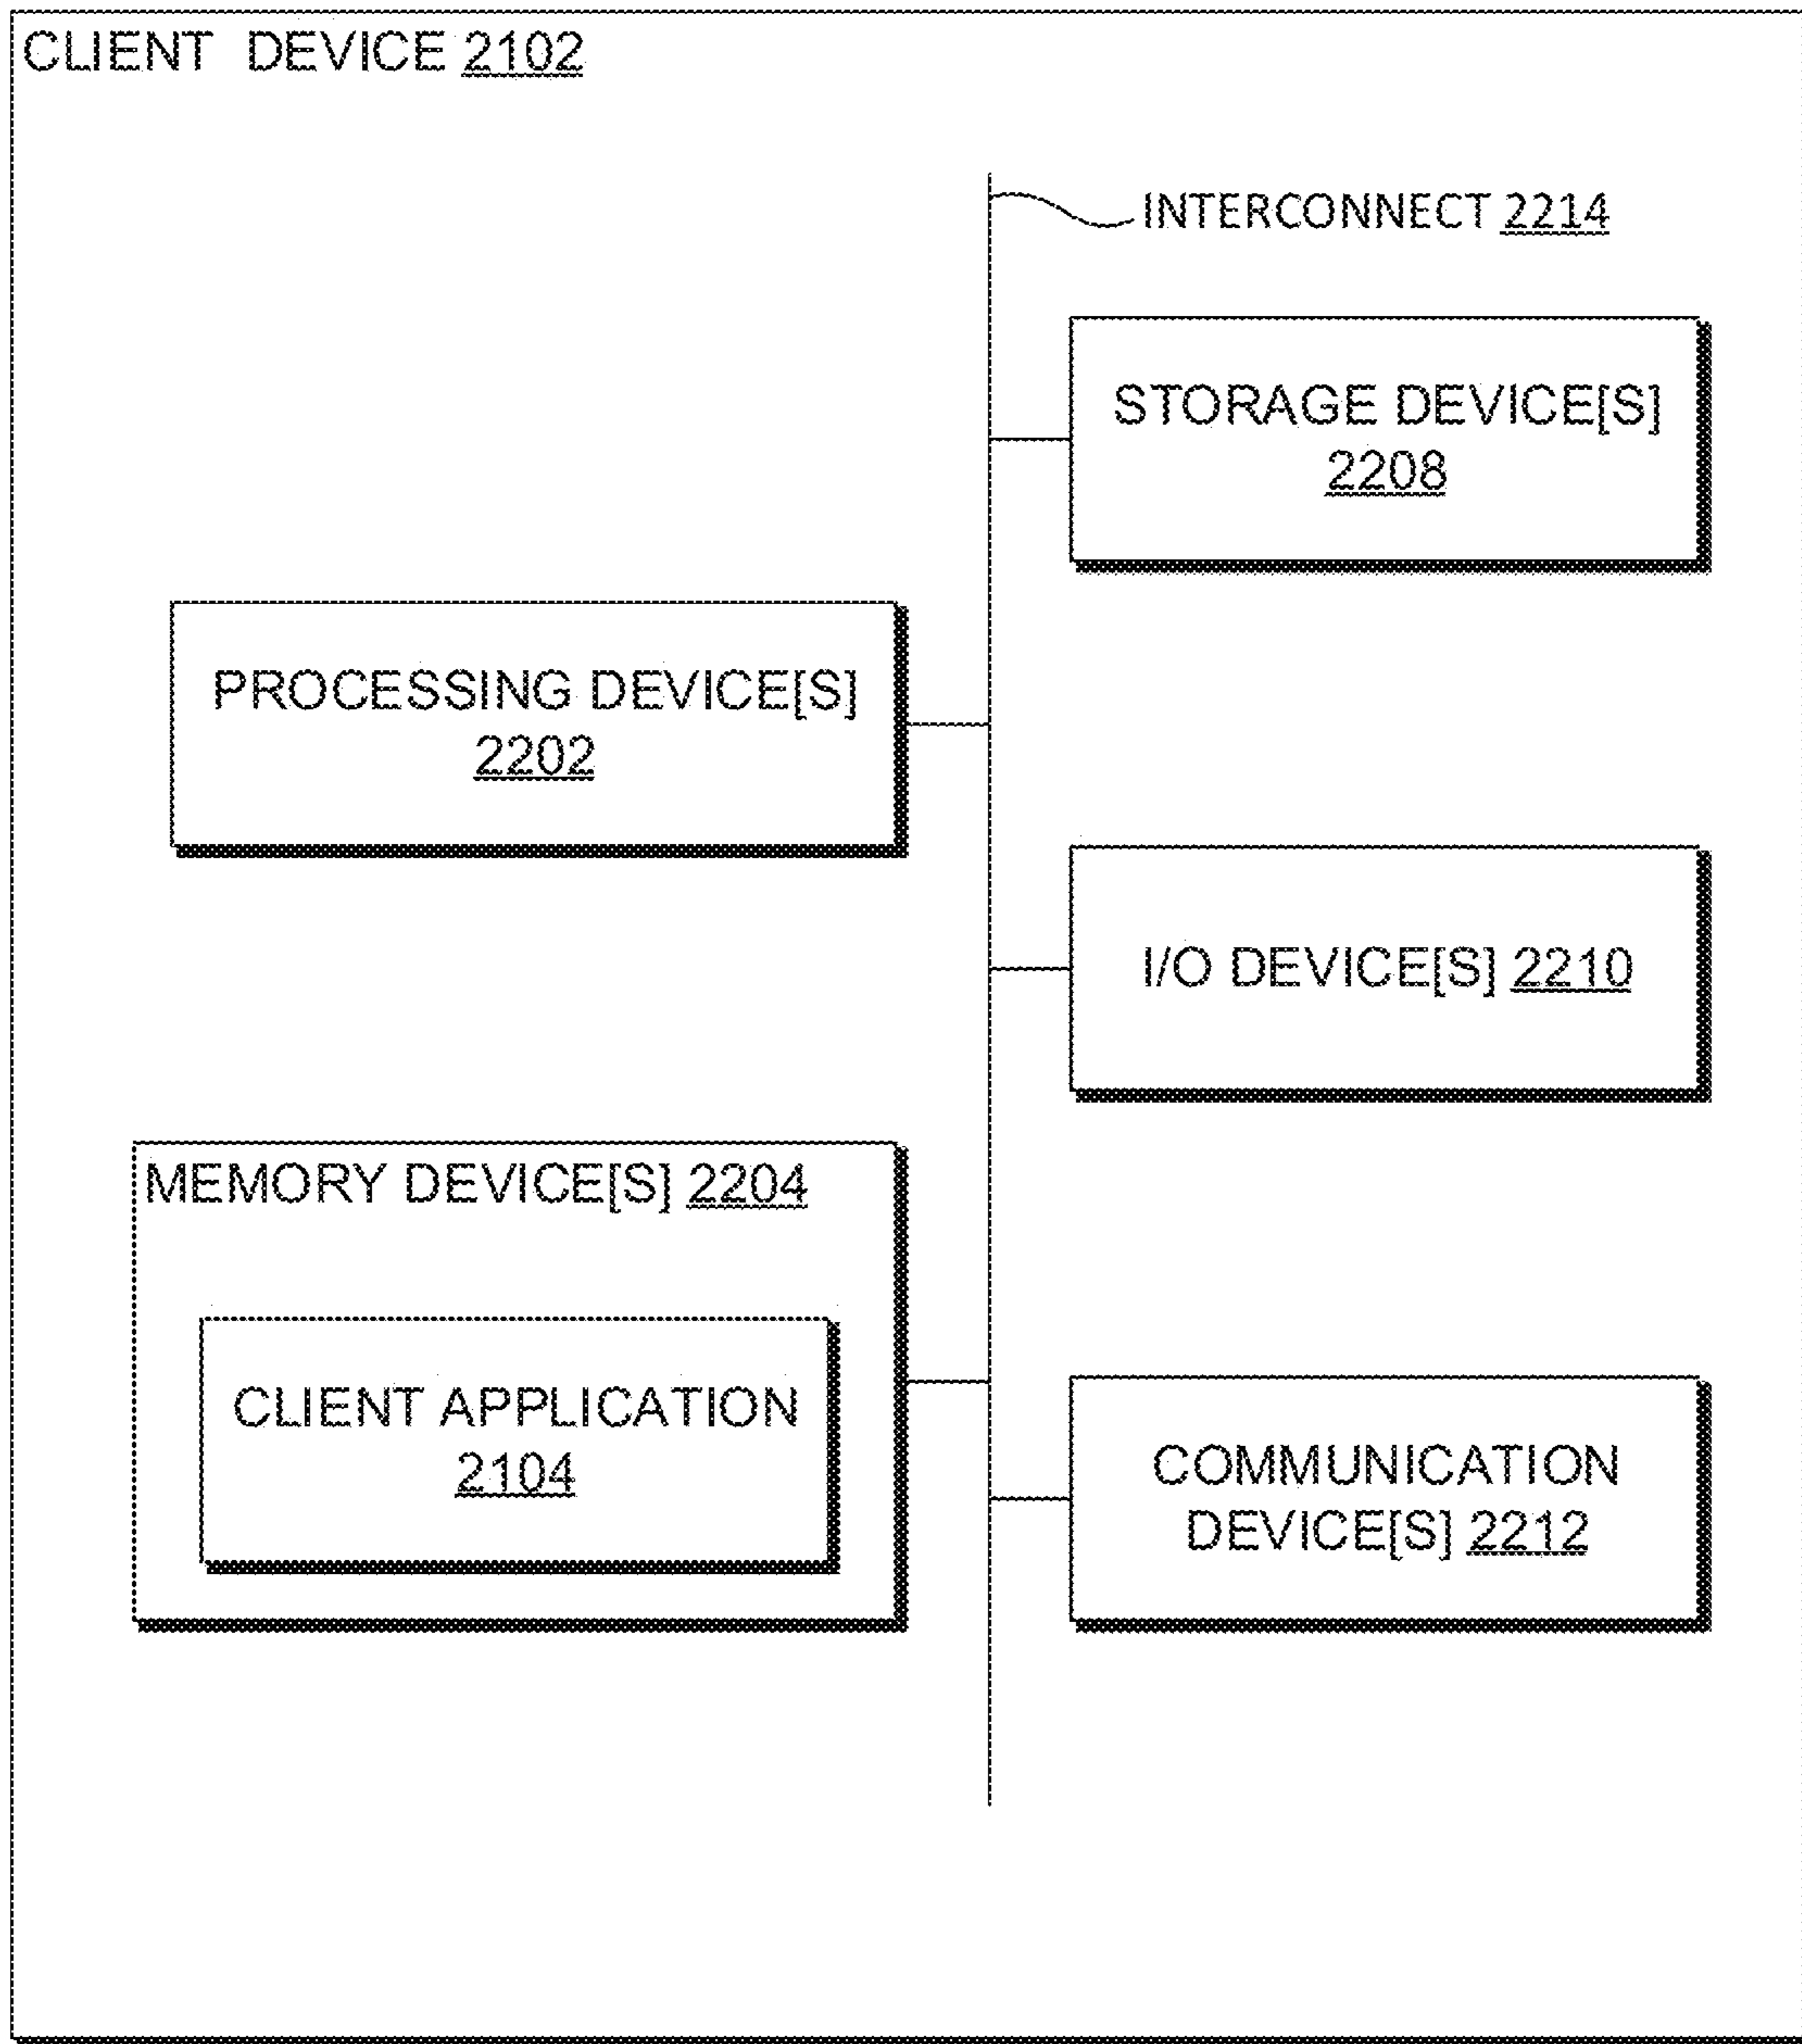 CLIENT DEVICE 2102
INTERCONNECT 2214
STORAGE DEVICE[S]
2208
PROCESSING DEVICE[S]
2202
I/O DEVICE[S] 2210
MEMORY DEVICE[S] 2204
CLIENT APPLICATION
2104
COMMUNICATION
DEVICE[S] 2212